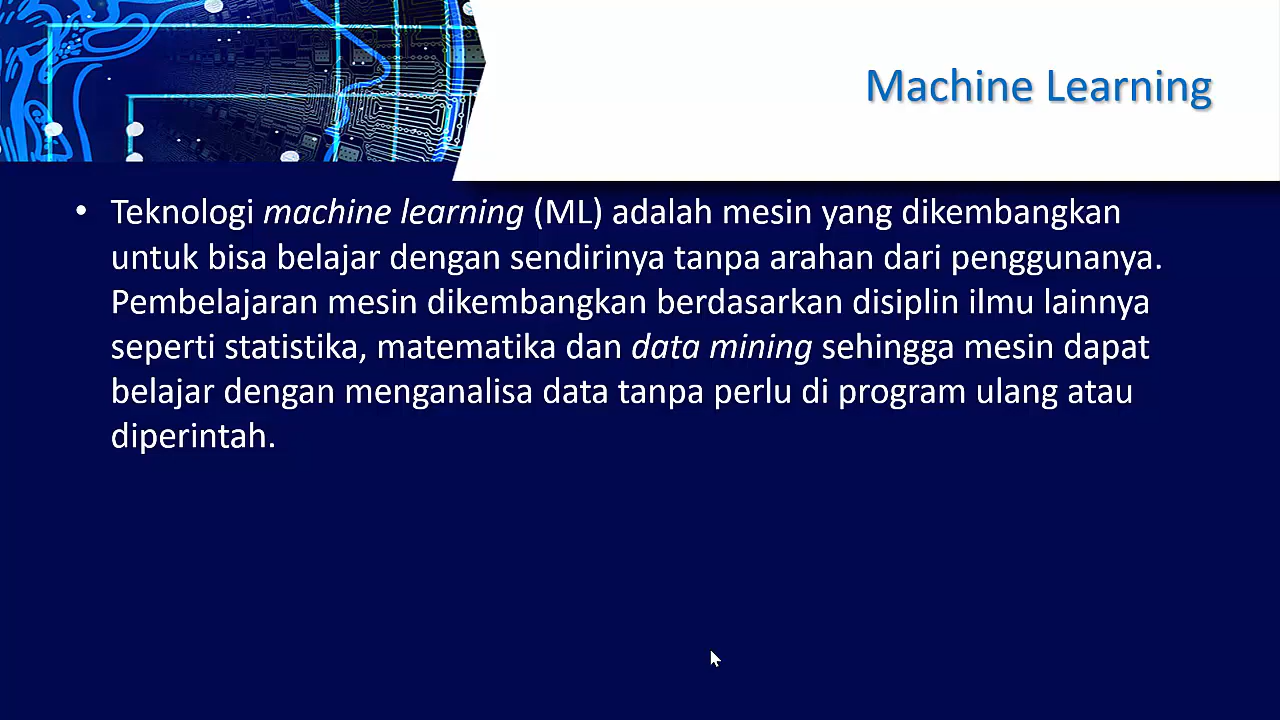 Machine Learning
• Teknologi machine learning (ML) adalah mesin yang dikembangkan
untuk bisa belajar dengan sendirinya tanpa arahan dari penggunanya.
Pembelajaran mesin dikembangkan berdasarkan disiplin ilmu lainnya
seperti statistika, matematika dan data mining sehingga mesin dapat
belajar dengan menganalisa data tanpa perlu di program ulang atau
diperintah.